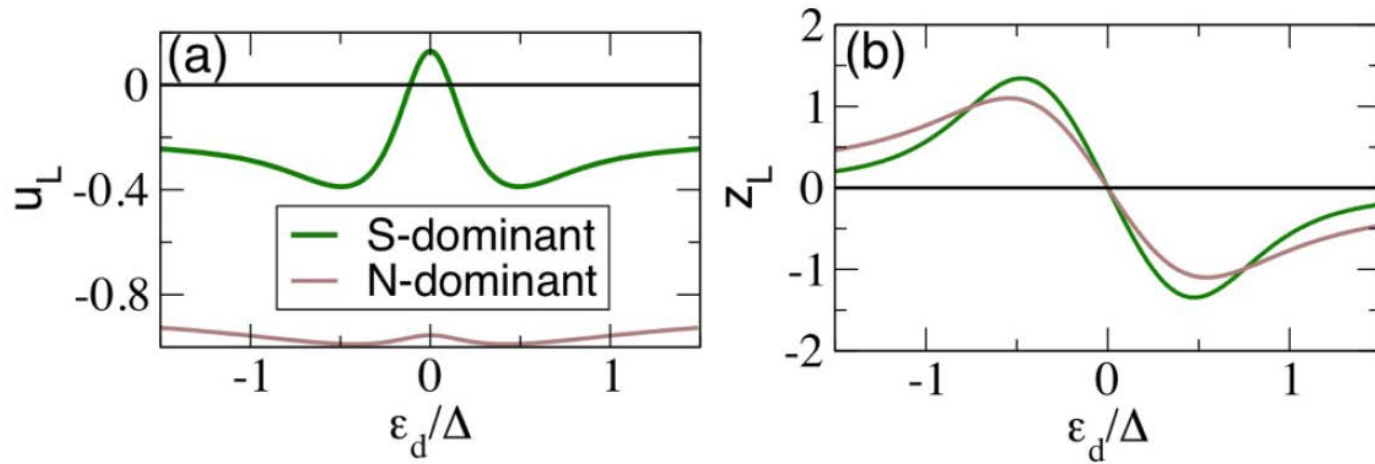 (a)
0
-0.4
-0.8
u_L
S-dominant
N-dominant
-1 0 1
ε_d/Δ
(b)
2
1
0
-1
-2
z_L
-1 0 1
ε_d/Δ